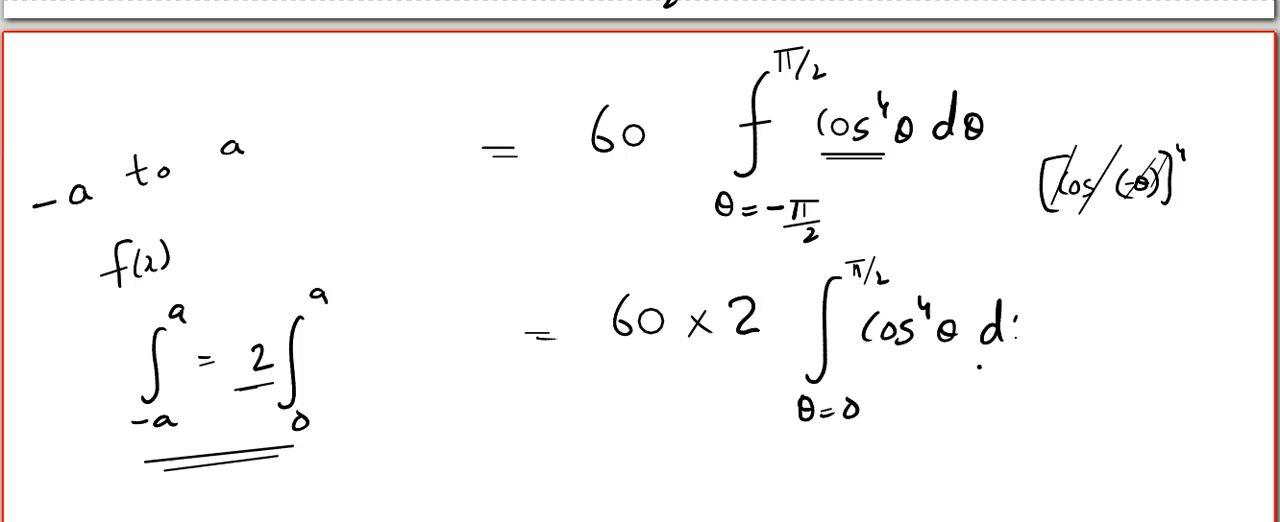 = 60 ∫_{θ=-π/2}^{π/2} cos⁴θ dθ
[cos(-θ)]⁴
-a to a
f(x)
∫_{-a}^{a} = 2∫_{0}^{a}
= 60 × 2 ∫_{θ=0}^{π/2} cos⁴θ d